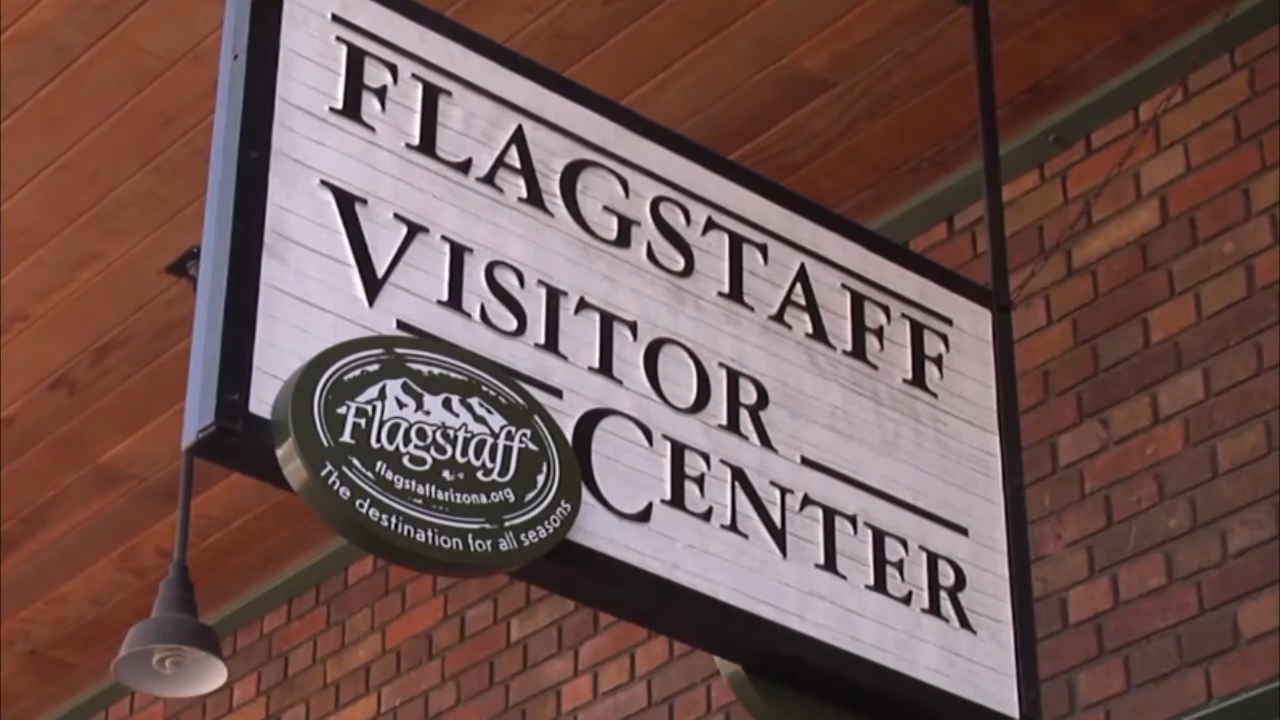 FLAGSTAFF
VISITOR
CENTER
Flagstaff
flagstaffarizona.org
The destination for all seasons